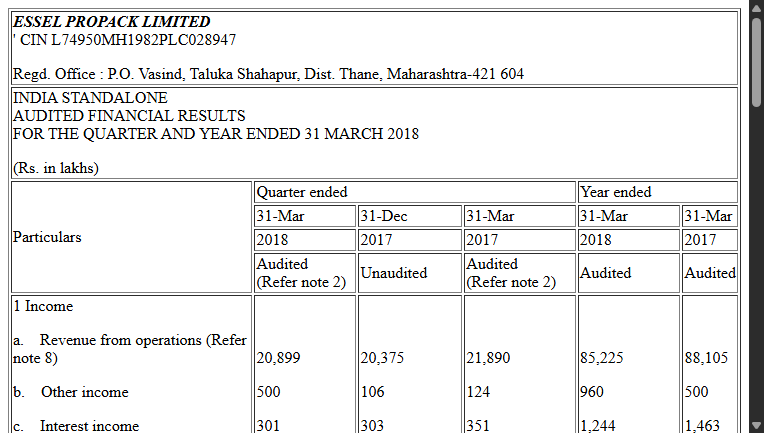 ESSEL PROPACK LIMITED
' CIN L74950MH1982PLC028947
Regd. Office : P.O. Vasind, Taluka Shahapur, Dist. Thane, Maharashtra-421 604
INDIA STANDALONE
AUDITED FINANCIAL RESULTS
FOR THE QUARTER AND YEAR ENDED 31 MARCH 2018
(Rs. in lakhs)
Particulars
Quarter ended Year ended
31-Mar 31-Dec 31-Mar 31-Mar 31-Mar
2018 2017 2017 2018 2017
Audited (Refer note 2) Unaudited Audited (Refer note 2) Audited Audited
1 Income
a. Revenue from operations (Refer
note 8) 20,899 20,375 21,890 85,225 88,105
b. Other income 500 106 124 960 500
c. Interest income 301 303 351 1,244 1,463